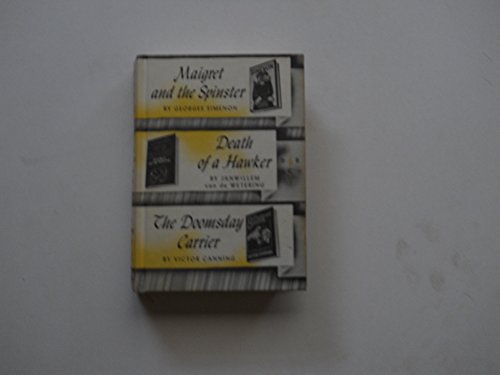 Maigret
and the Spinster
BY GEORGES SIMENON
Death
of a Hawker
BY JANWILLEM
van de WETERING
The Doomsday
Carrier
BY VICTOR CANNING